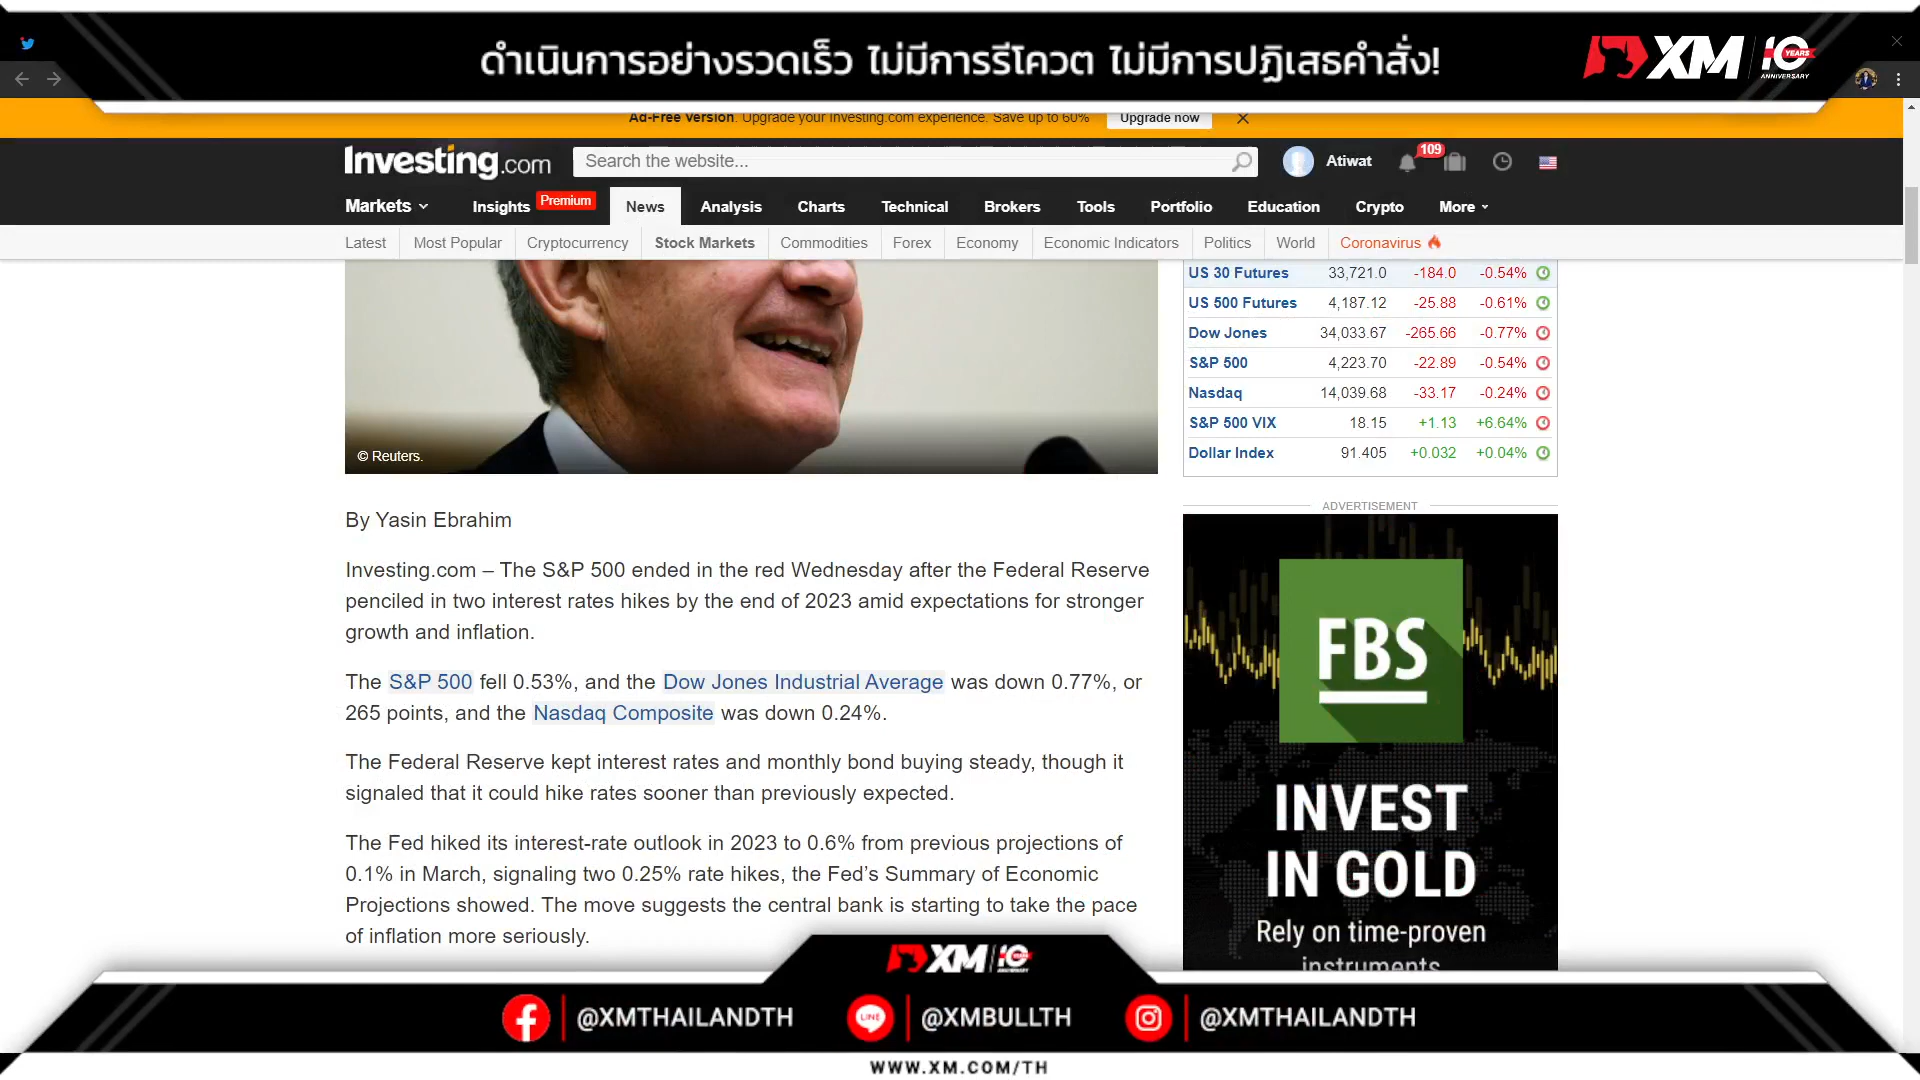 ดำเนินการอย่างรวดเร็ว ไม่มีการรีโควต ไม่มีการปฏิเสธคำสั่ง!
XM 10 YEARS ANNIVERSARY
Ad-Free Version. Upgrade your Investing.com experience. Save up to 60% Upgrade now
Investing.com Search the website... Atiwat 109
Markets Insights Premium News Analysis Charts Technical Brokers Tools Portfolio Education Crypto More
Latest Most Popular Cryptocurrency Stock Markets Commodities Forex Economy Economic Indicators Politics World Coronavirus
US 30 Futures 33,721.0 -184.0 -0.54%
US 500 Futures 4,187.12 -25.88 -0.61%
Dow Jones 34,033.67 -265.66 -0.77%
S&P 500 4,223.70 -22.89 -0.54%
Nasdaq 14,039.68 -33.17 -0.24%
S&P 500 VIX 18.15 +1.13 +6.64%
Dollar Index 91.405 +0.032 +0.04%
© Reuters.
By Yasin Ebrahim
Investing.com – The S&P 500 ended in the red Wednesday after the Federal Reserve
penciled in two interest rates hikes by the end of 2023 amid expectations for stronger
growth and inflation.
The S&P 500 fell 0.53%, and the Dow Jones Industrial Average was down 0.77%, or
265 points, and the Nasdaq Composite was down 0.24%.
The Federal Reserve kept interest rates and monthly bond buying steady, though it
signaled that it could hike rates sooner than previously expected.
The Fed hiked its interest-rate outlook in 2023 to 0.6% from previous projections of
0.1% in March, signaling two 0.25% rate hikes, the Fed's Summary of Economic
Projections showed. The move suggests the central bank is starting to take the pace
of inflation more seriously.
ADVERTISEMENT
FBS
INVEST
IN GOLD
Rely on time-proven
instruments
XM 10 ANNIVERSARY
@XMTHAILANDTH LINE @XMBULLTH @XMTHAILANDTH
WWW.XM.COM/TH